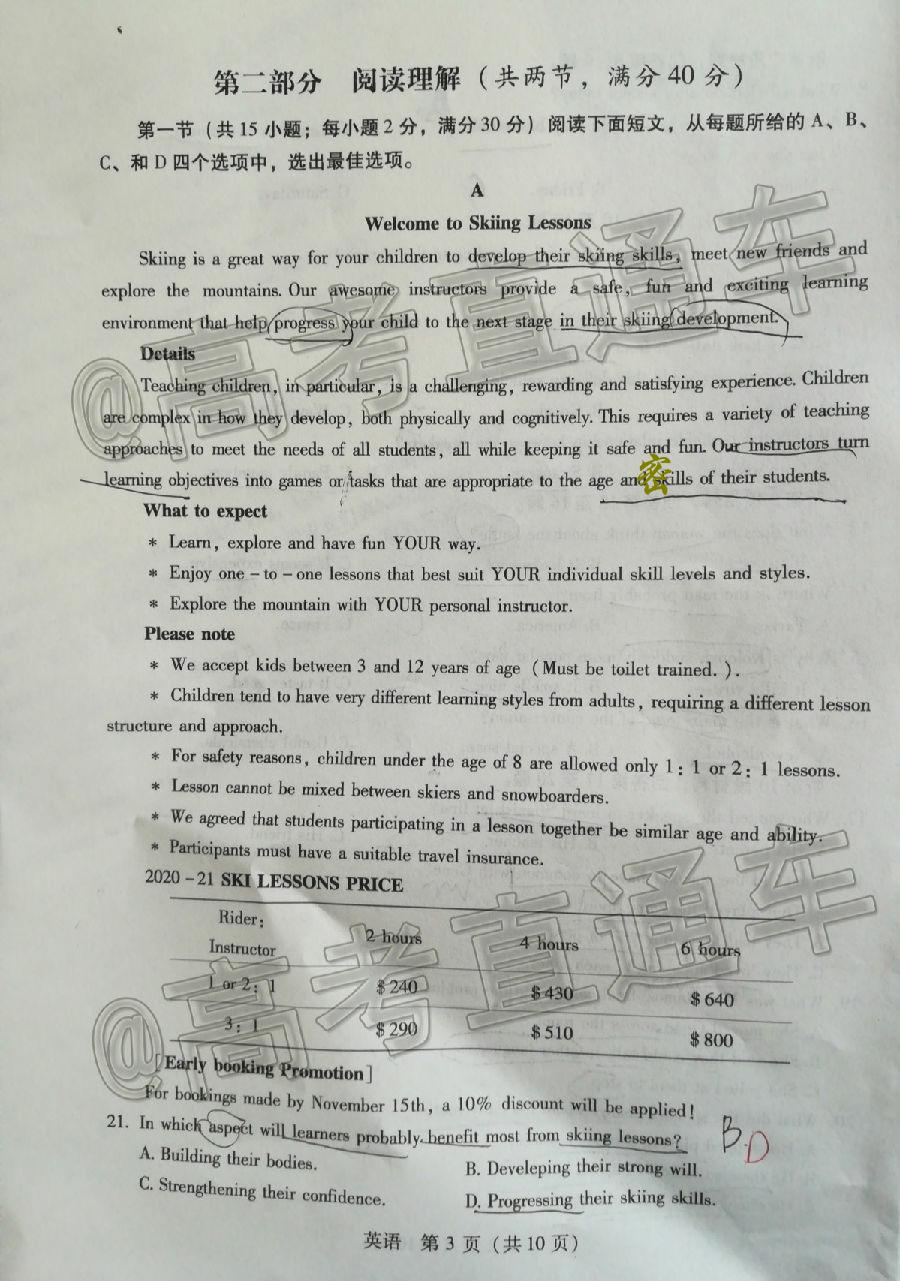 第二部分 阅读理解（共两节，满分40分）
第一节（共15小题；每小题2分，满分30分）阅读下面短文，从每题所给的A、B、
C、和D四个选项中，选出最佳选项。
A
Welcome to Skiing Lessons
Skiing is a great way for your children to develop their skiing skills, meet new friends and
explore the mountains. Our awesome instructors provide a safe, fun and exciting learning
environment that help progress your child to the next stage in their skiing development.
Details
Teaching children, in particular, is a challenging, rewarding and satisfying experience. Children
are complex in how they develop, both physically and cognitively. This requires a variety of teaching
approaches to meet the needs of all students, all while keeping it safe and fun. Our instructors turn
learning objectives into games or tasks that are appropriate to the age and skills of their students.
密
What to expect
* Learn, explore and have fun YOUR way.
* Enjoy one-to-one lessons that best suit YOUR individual skill levels and styles.
* Explore the mountain with YOUR personal instructor.
Please note
* We accept kids between 3 and 12 years of age (Must be toilet trained.).
* Children tend to have very different learning styles from adults, requiring a different lesson
structure and approach.
* For safety reasons, children under the age of 8 are allowed only 1:1 or 2:1 lessons.
* Lesson cannot be mixed between skiers and snowboarders.
* We agreed that students participating in a lesson together be similar age and ability.
* Participants must have a suitable travel insurance.
2020-21 SKI LESSONS PRICE
Rider:
Instructor 2 hours 4 hours 6 hours
1 or 2:1 $240 $430 $640
3:1 $290 $510 $800
[Early booking Promotion]
For bookings made by November 15th, a 10% discount will be applied!
21. In which aspect will learners probably benefit most from skiing lessons? B D
A. Building their bodies. B. Develeping their strong will.
C. Strengthening their confidence. D. Progressing their skiing skills.
英语 第3页（共10页）
@高考直通车
@高考直通车